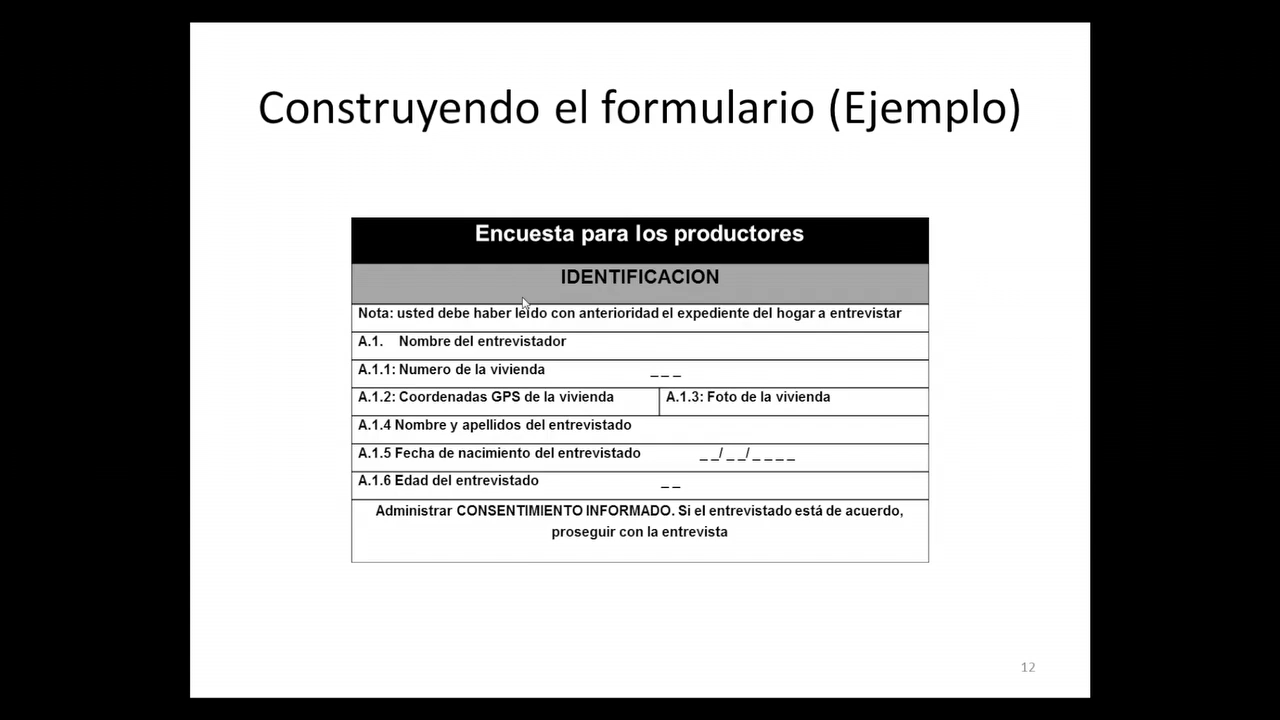 Construyendo el formulario (Ejemplo)
Encuesta para los productores
IDENTIFICACION
Nota: usted debe haber leído con anterioridad el expediente del hogar a entrevistar
A.1. Nombre del entrevistador
A.1.1: Numero de la vivienda _ _ _
A.1.2: Coordenadas GPS de la vivienda A.1.3: Foto de la vivienda
A.1.4 Nombre y apellidos del entrevistado
A.1.5 Fecha de nacimiento del entrevistado _ _/ _ _/ _ _ _ _
A.1.6 Edad del entrevistado _ _
Administrar CONSENTIMIENTO INFORMADO. Si el entrevistado está de acuerdo,
proseguir con la entrevista
12